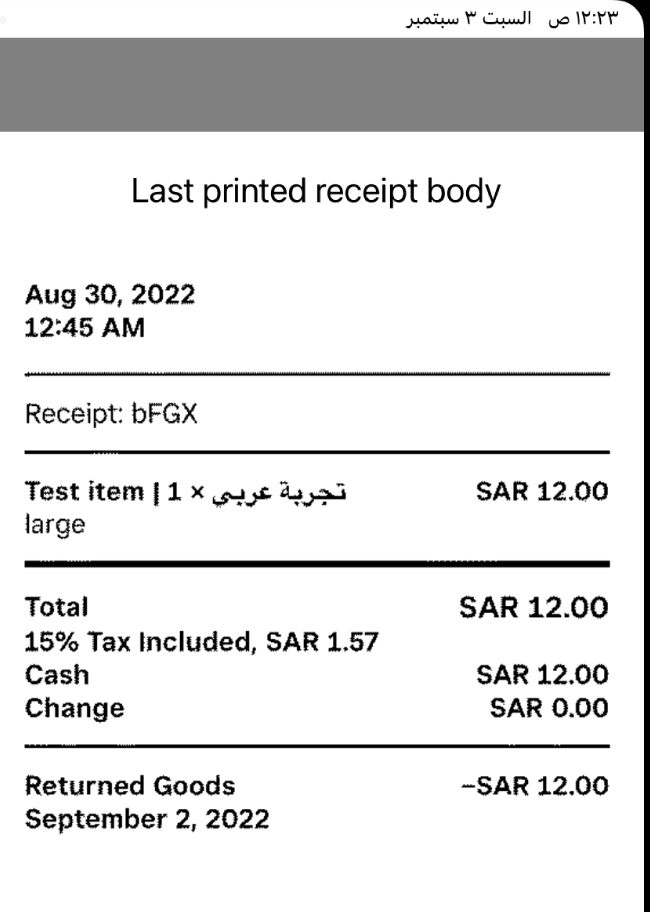 ١٢:٢٣ ص السبت ٣ سبتمبر
Last printed receipt body
Aug 30, 2022
12:45 AM
Receipt: bFGX
Test item | تجربة عربي × 1 SAR 12.00
large
Total SAR 12.00
15% Tax Included, SAR 1.57
Cash SAR 12.00
Change SAR 0.00
Returned Goods –SAR 12.00
September 2, 2022